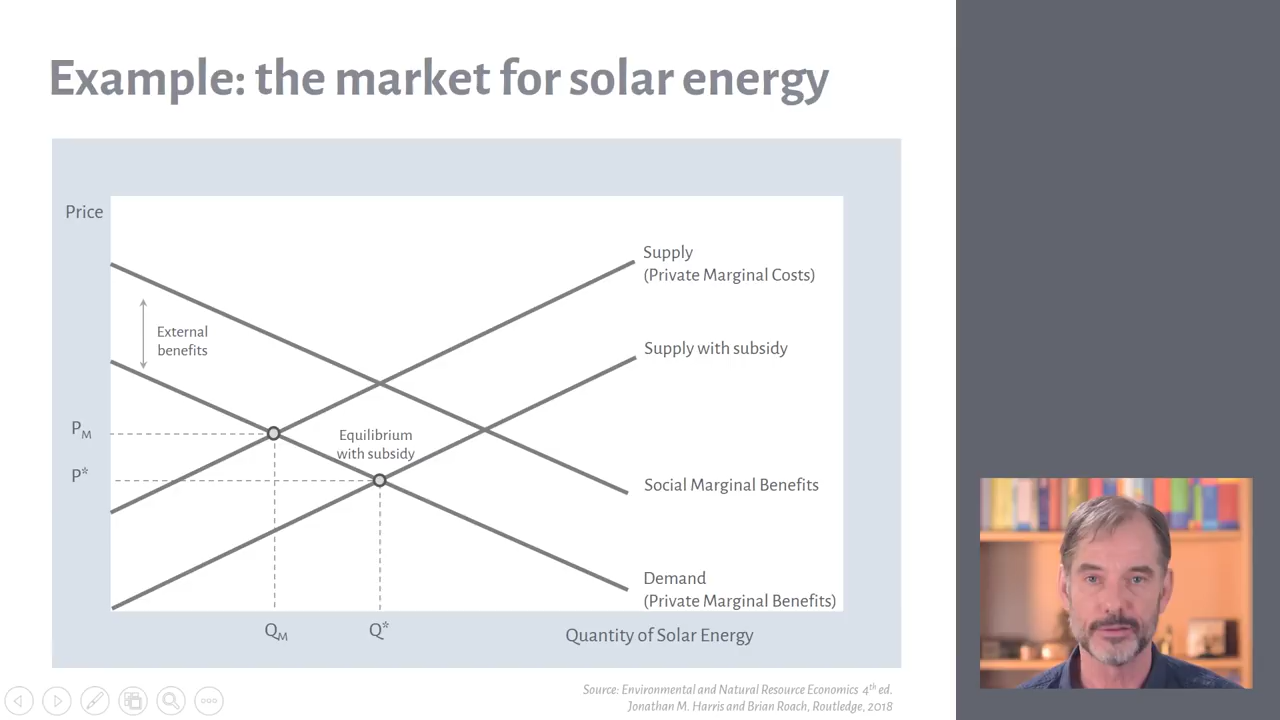 Example: the market for solar energy
Price
Supply
(Private Marginal Costs)
External
benefits
Supply with subsidy
P_M
Equilibrium
with subsidy
P*
Social Marginal Benefits
Demand
(Private Marginal Benefits)
Q_M
Q*
Quantity of Solar Energy
Source: Environmental and Natural Resource Economics 4th ed.
Jonathan M. Harris and Brian Roach, Routledge, 2018